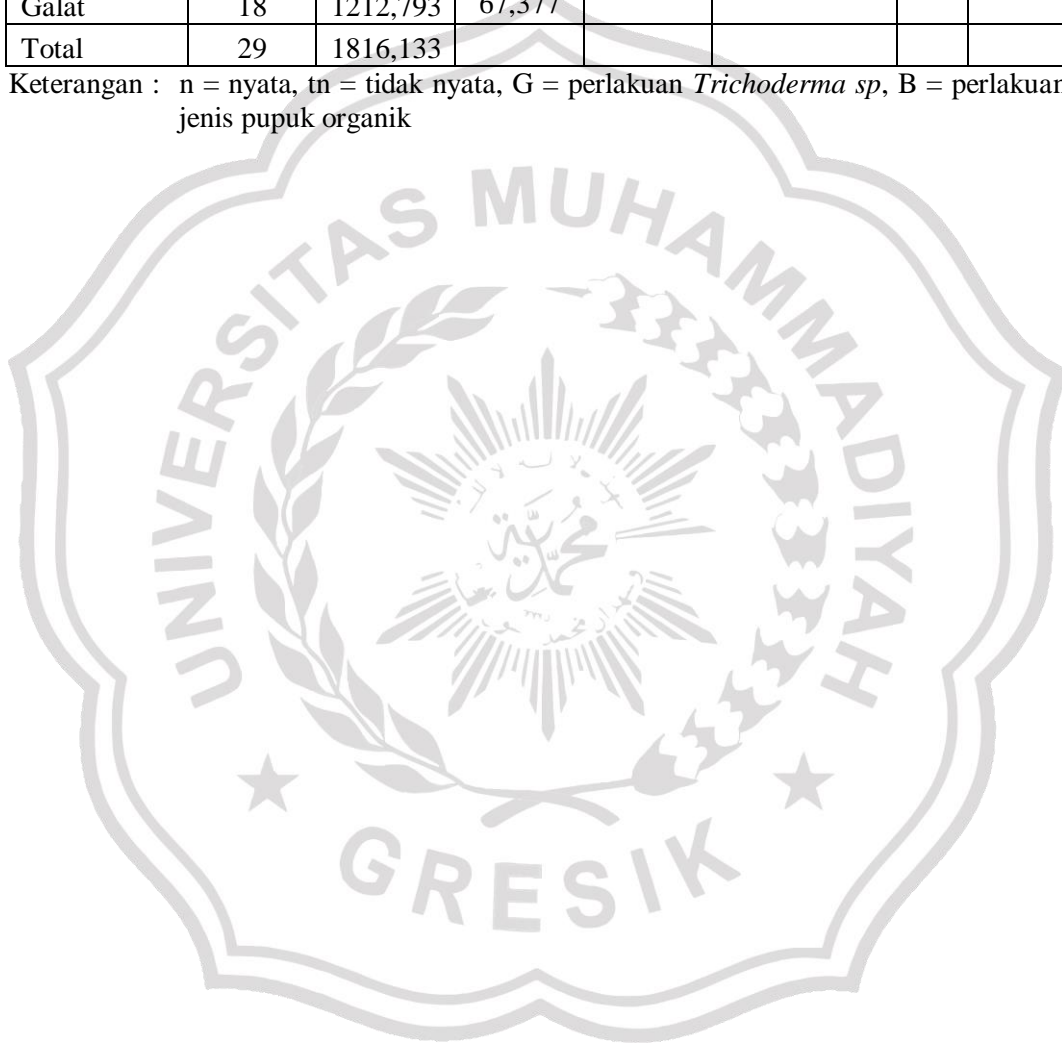 Galat 18 1212,793 67,377
Total 29 1816,133
Keterangan : n = nyata, tn = tidak nyata, G = perlakuan Trichoderma sp, B = perlakuan
jenis pupuk organik
UNIVERSITAS MUHAMMADIYAH
GRESIK